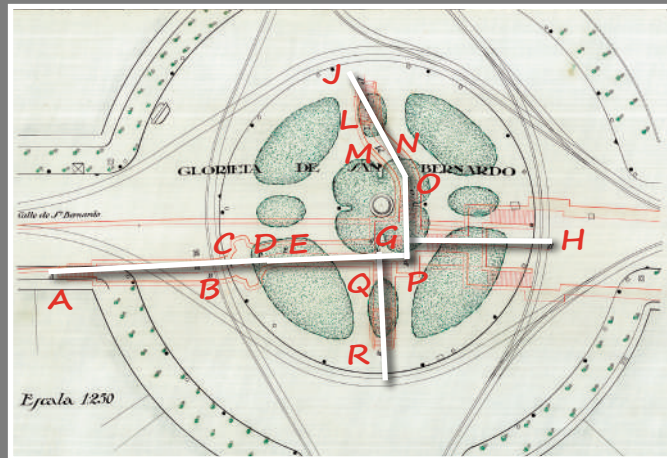 J
L
M N
GLORIETA DE SAN BERNARDO
O
Calle de Sn. Bernardo
C D E G H
A B Q P
R
Escala 1:250